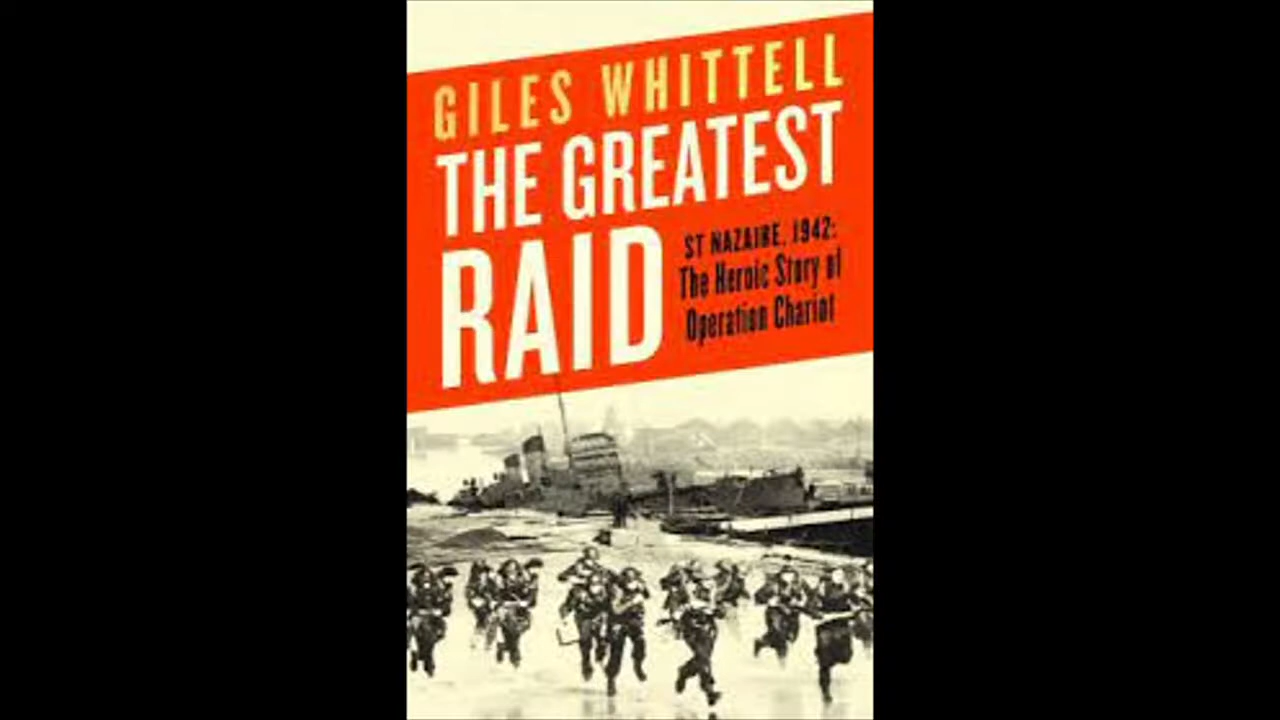 GILES WHITTELL
THE GREATEST
RAID
ST NAZAIRE, 1942:
The Heroic Story of
Operation Chariot